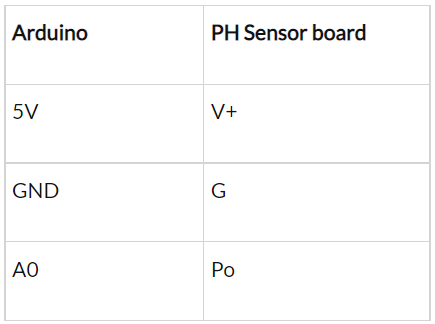 Arduino PH Sensor board
5V V+
GND G
A0 Po